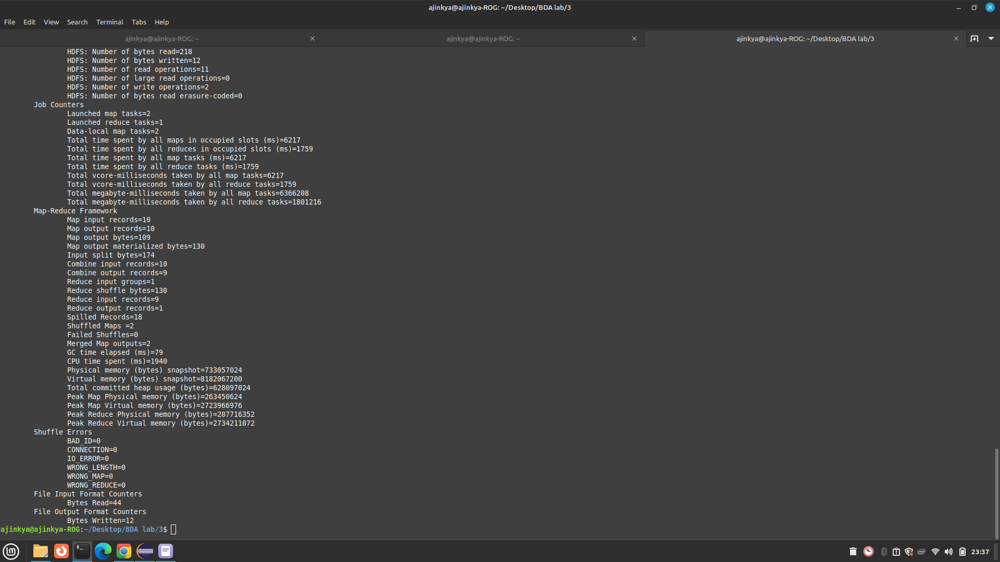 ajinkya@ajinkya-ROG: ~/Desktop/BDA lab/3
File Edit View Search Terminal Tabs Help
ajinkya@ajinkya-ROG: ~ ajinkya@ajinkya-ROG: ~ ajinkya@ajinkya-ROG: ~/Desktop/BDA lab/3
HDFS: Number of bytes read=218
HDFS: Number of bytes written=12
HDFS: Number of read operations=11
HDFS: Number of large read operations=0
HDFS: Number of write operations=2
HDFS: Number of bytes read erasure-coded=0
Job Counters
Launched map tasks=2
Launched reduce tasks=1
Data-local map tasks=2
Total time spent by all maps in occupied slots (ms)=6217
Total time spent by all reduces in occupied slots (ms)=1759
Total time spent by all map tasks (ms)=6217
Total time spent by all reduce tasks (ms)=1759
Total vcore-milliseconds taken by all map tasks=6217
Total vcore-milliseconds taken by all reduce tasks=1759
Total megabyte-milliseconds taken by all map tasks=6366208
Total megabyte-milliseconds taken by all reduce tasks=1801216
Map-Reduce Framework
Map input records=10
Map output records=10
Map output bytes=109
Map output materialized bytes=130
Input split bytes=174
Combine input records=10
Combine output records=9
Reduce input groups=1
Reduce shuffle bytes=130
Reduce input records=9
Reduce output records=1
Spilled Records=18
Shuffled Maps =2
Failed Shuffles=0
Merged Map outputs=2
GC time elapsed (ms)=79
CPU time spent (ms)=1940
Physical memory (bytes) snapshot=733057024
Virtual memory (bytes) snapshot=8182067200
Total committed heap usage (bytes)=628097024
Peak Map Physical memory (bytes)=263450624
Peak Map Virtual memory (bytes)=2723966976
Peak Reduce Physical memory (bytes)=207716352
Peak Reduce Virtual memory (bytes)=2734211072
Shuffle Errors
BAD_ID=0
CONNECTION=0
IO_ERROR=0
WRONG_LENGTH=0
WRONG_MAP=0
WRONG_REDUCE=0
File Input Format Counters
Bytes Read=44
File Output Format Counters
Bytes Written=12
ajinkya@ajinkya-ROG:~/Desktop/BDA lab/3$
23:37